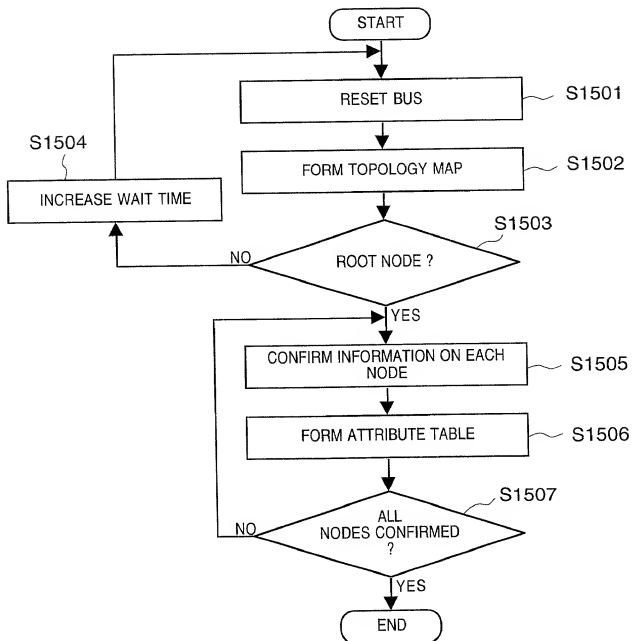 START
RESET BUS
S1501
S1504
FORM TOPOLOGY MAP
S1502
INCREASE WAIT TIME
S1503
ROOT NODE ?
NO
YES
CONFIRM INFORMATION ON EACH
NODE
S1505
FORM ATTRIBUTE TABLE
S1506
S1507
ALL
NODES CONFIRMED
?
NO
YES
END